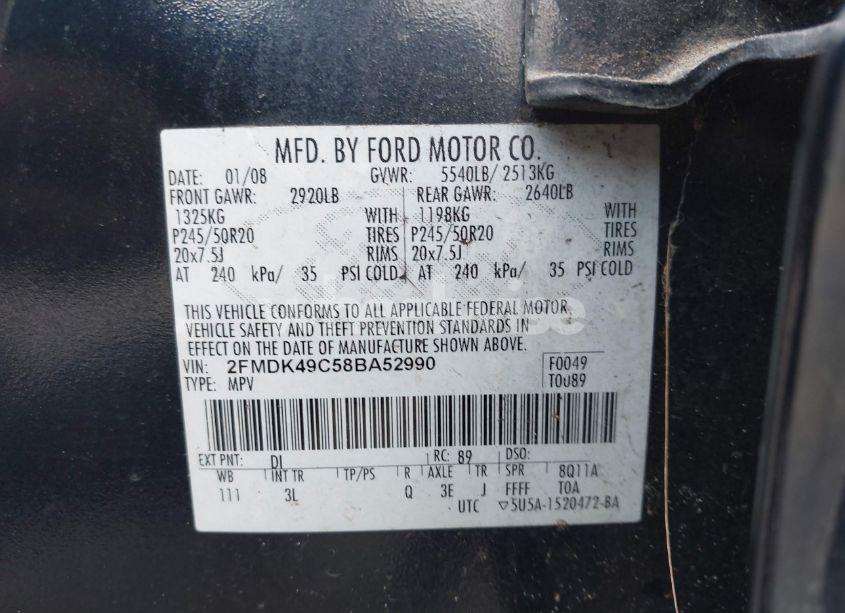 MFD. BY FORD MOTOR CO.
DATE: 01/08 GVWR: 5540LB/ 2513KG
FRONT GAWR: 2920LB REAR GAWR: 2640LB
1325KG WITH 1198KG WITH
P245/50R20 TIRES P245/50R20 TIRES
20x7.5J RIMS 20x7.5J RIMS
AT 240 kPa/ 35 PSI COLD AT 240 kPa/ 35 PSI COLD
THIS VEHICLE CONFORMS TO ALL APPLICABLE FEDERAL MOTOR
VEHICLE SAFETY AND THEFT PREVENTION STANDARDS IN
EFFECT ON THE DATE OF MANUFACTURE SHOWN ABOVE.
VIN: 2FMDK49C58BA52990 F0049
TYPE: MPV T0089
EXT PNT: DL RC: 89 DSO:
WB INT TR TP/PS R AXLE TR SPR 8Q11A
111 3L Q 3E J FFFF TOA
UTC ▽5U5A-1520472-BA